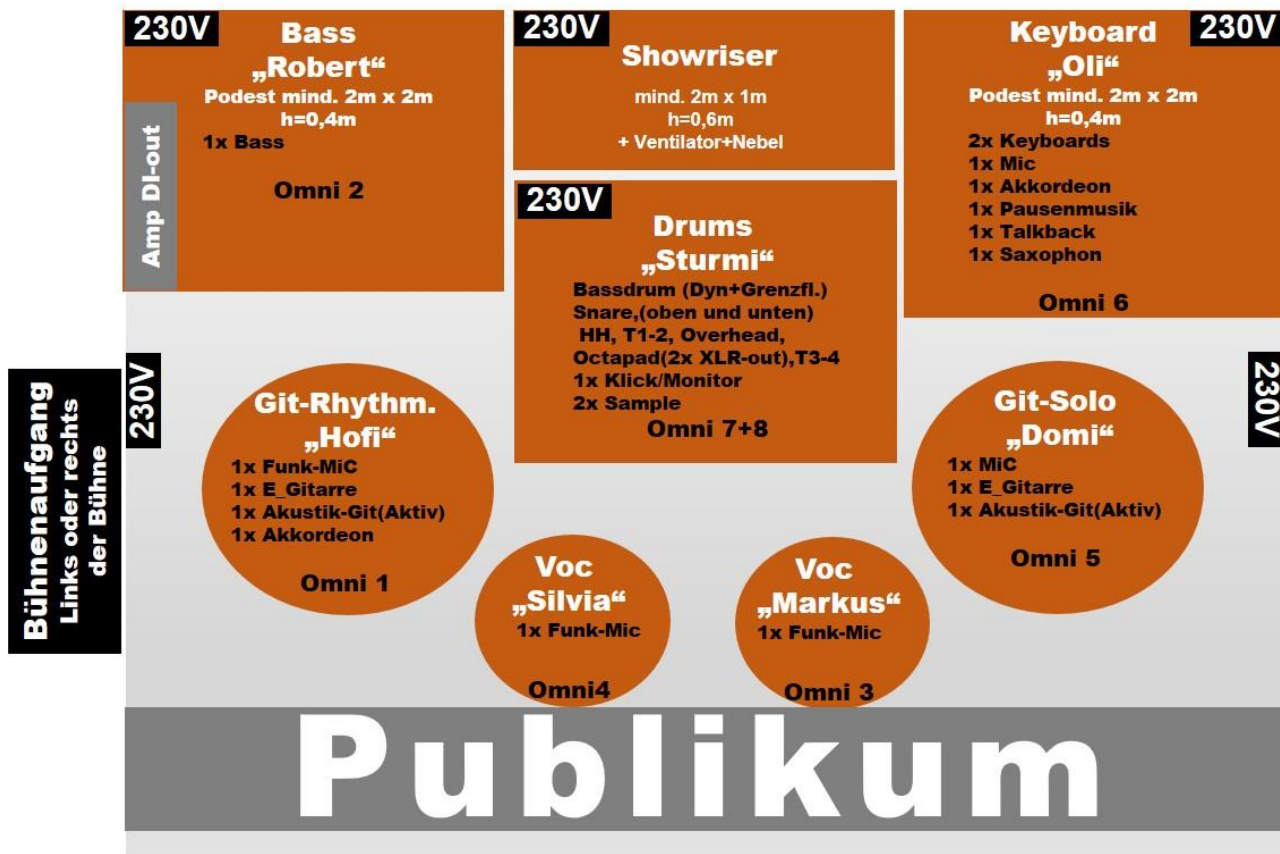 230V
Bass
„Robert“
Podest mind. 2m x 2m
h=0,4m
1x Bass
Omni 2
Amp DI-out
230V
Showriser
mind. 2m x 1m
h=0,6m
+ Ventilator+Nebel
Keyboard
230V
„Oli“
Podest mind. 2m x 2m
h=0,4m
2x Keyboards
1x Mic
1x Akkordeon
1x Pausenmusik
1x Talkback
1x Saxophon
Omni 6
230V
Drums
„Sturmi“
Bassdrum (Dyn+Grenzfl.)
Snare,(oben und unten)
HH, T1-2, Overhead,
Octapad(2x XLR-out),T3-4
1x Klick/Monitor
2x Sample
Omni 7+8
Bühnenaufgang
Links oder rechts
der Bühne
230V
Git-Rhythm.
„Hofi“
1x Funk-MiC
1x E_Gitarre
1x Akustik-Git(Aktiv)
1x Akkordeon
Omni 1
230V
Git-Solo
„Domi“
1x MiC
1x E_Gitarre
1x Akustik-Git(Aktiv)
Omni 5
Voc
„Silvia“
1x Funk-Mic
Omni4
Voc
„Markus“
1x Funk-Mic
Omni 3
Publikum